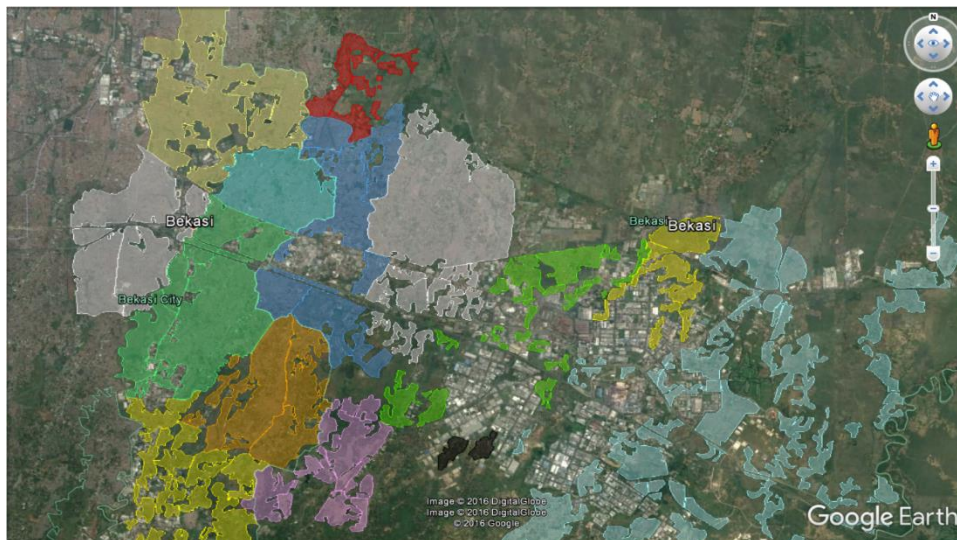 N
Bekasi
Bekasi
Bekasi
Bekasi City
Image © 2016 DigitalGlobe
Image © 2016 DigitalGlobe
© 2016 Google
Google Earth